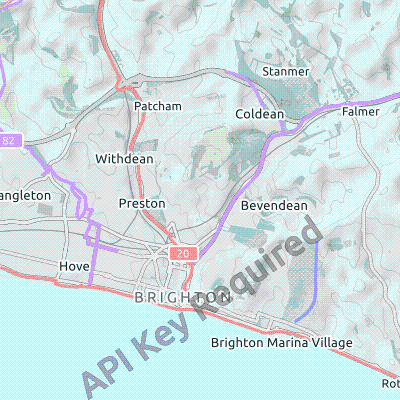 Stanmer
Patcham
Coldean
Falmer
82
Withdean
angleton
Preston
Bevendean
20
Hove
BRIGHTON
API Key Required
Brighton Marina Village
Rot